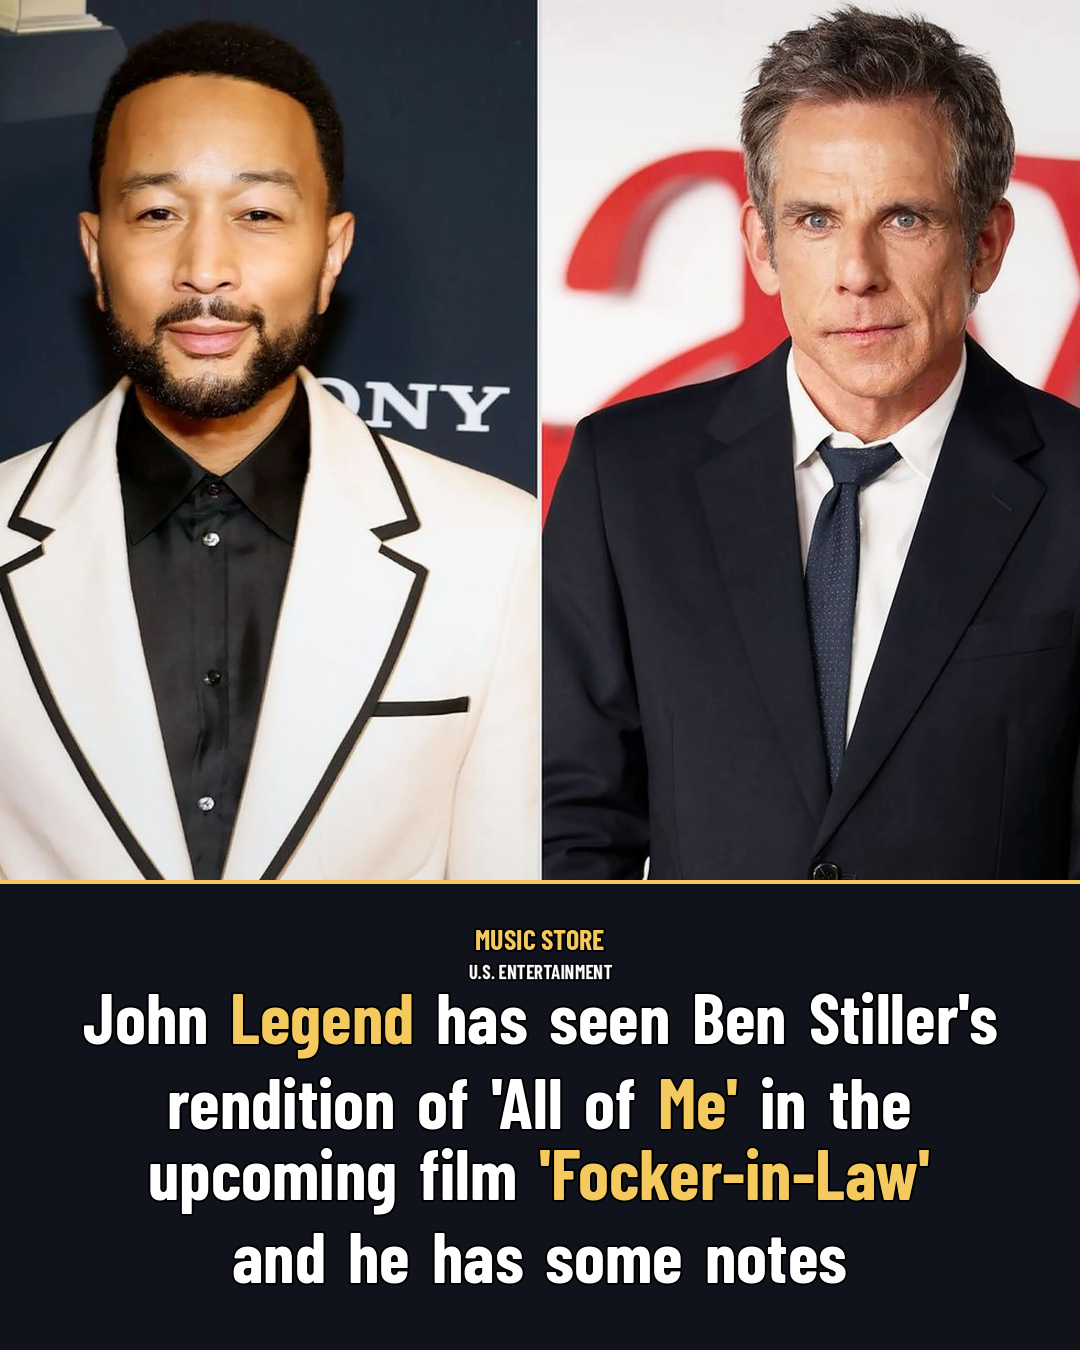 ONY
MUSIC STORE
U.S. ENTERTAINMENT
John Legend has seen Ben Stiller's
rendition of 'All of Me' in the
upcoming film 'Focker-in-Law'
and he has some notes